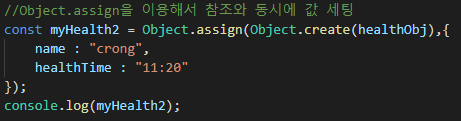 //Object.assign을 이용해서 참조와 동시에 값 세팅
const myHealth2 = Object.assign(Object.create(healthObj),{
    name : "crong",
    healthTime : "11:20"
});
console.log(myHealth2);